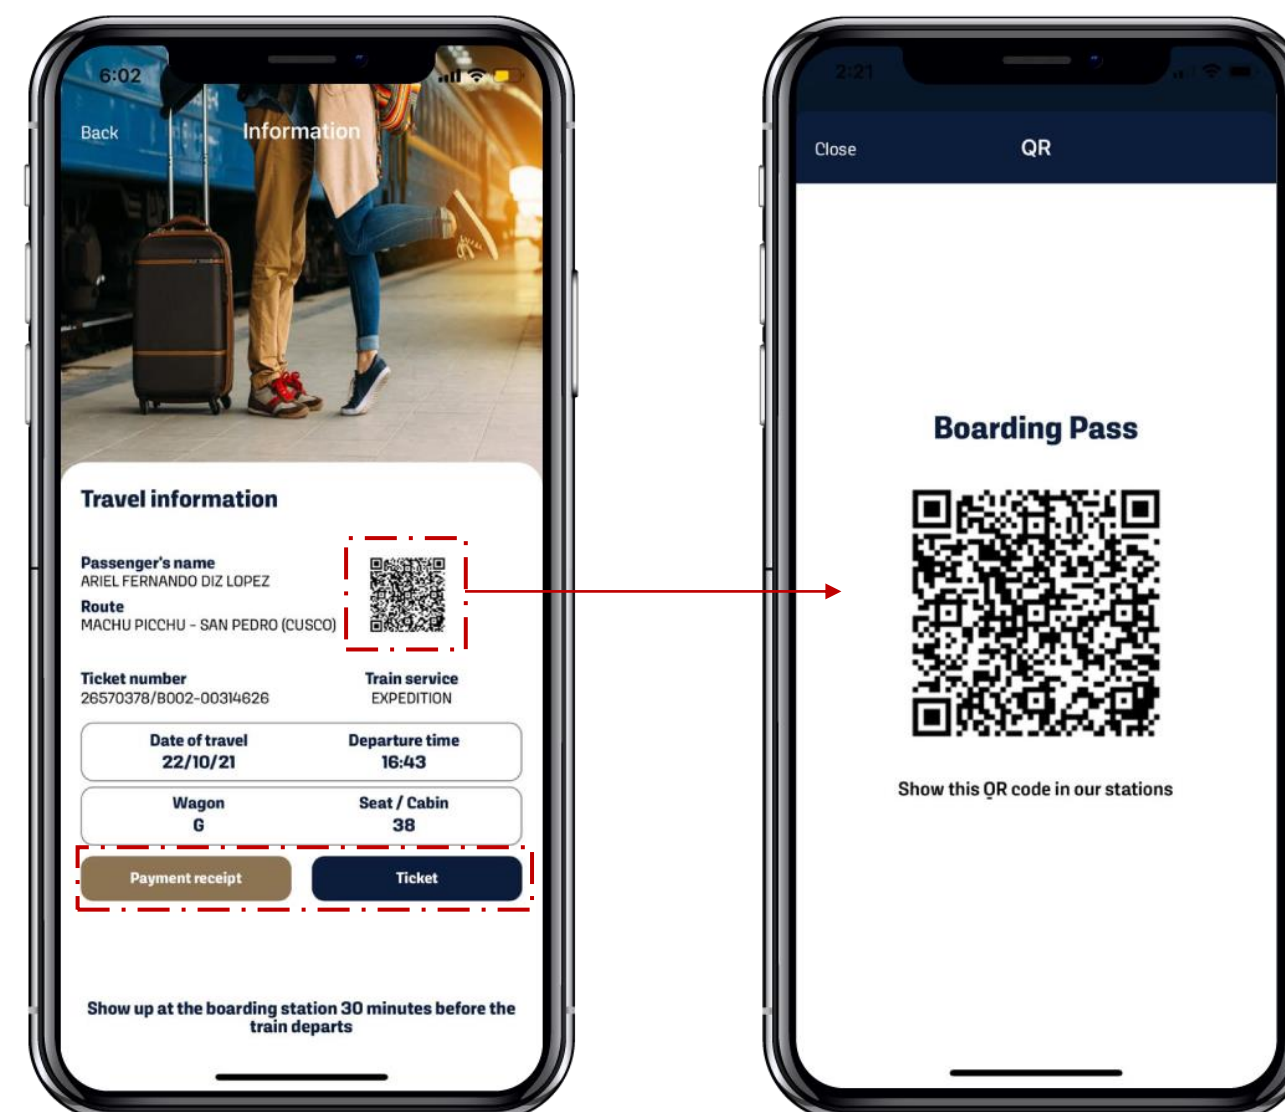 6:02
Back
Information
Travel information
Passenger's name
ARIEL FERNANDO DIZ LOPEZ
Route
MACHU PICCHU - SAN PEDRO (CUSCO)
Ticket number
26570378/B002-00314626
Train service
EXPEDITION
Date of travel
22/10/21
Departure time
16:43
Wagon
G
Seat / Cabin
38
Payment receipt
Ticket
Show up at the boarding station 30 minutes before the
train departs
2:21
Close
QR
Boarding Pass
Show this QR code in our stations